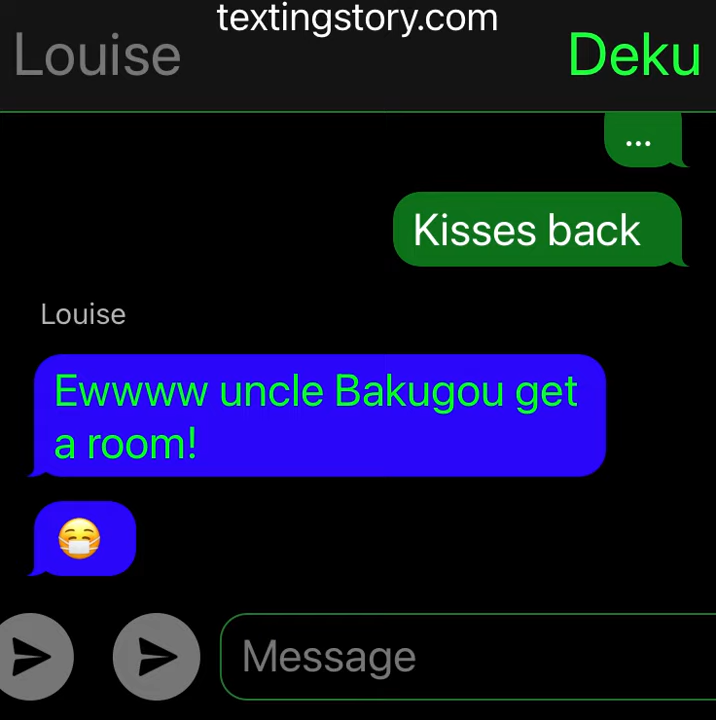 textingstory.com
Louise
Deku
...
Kisses back
Louise
Ewwww uncle Bakugou get
a room!
😷
Message